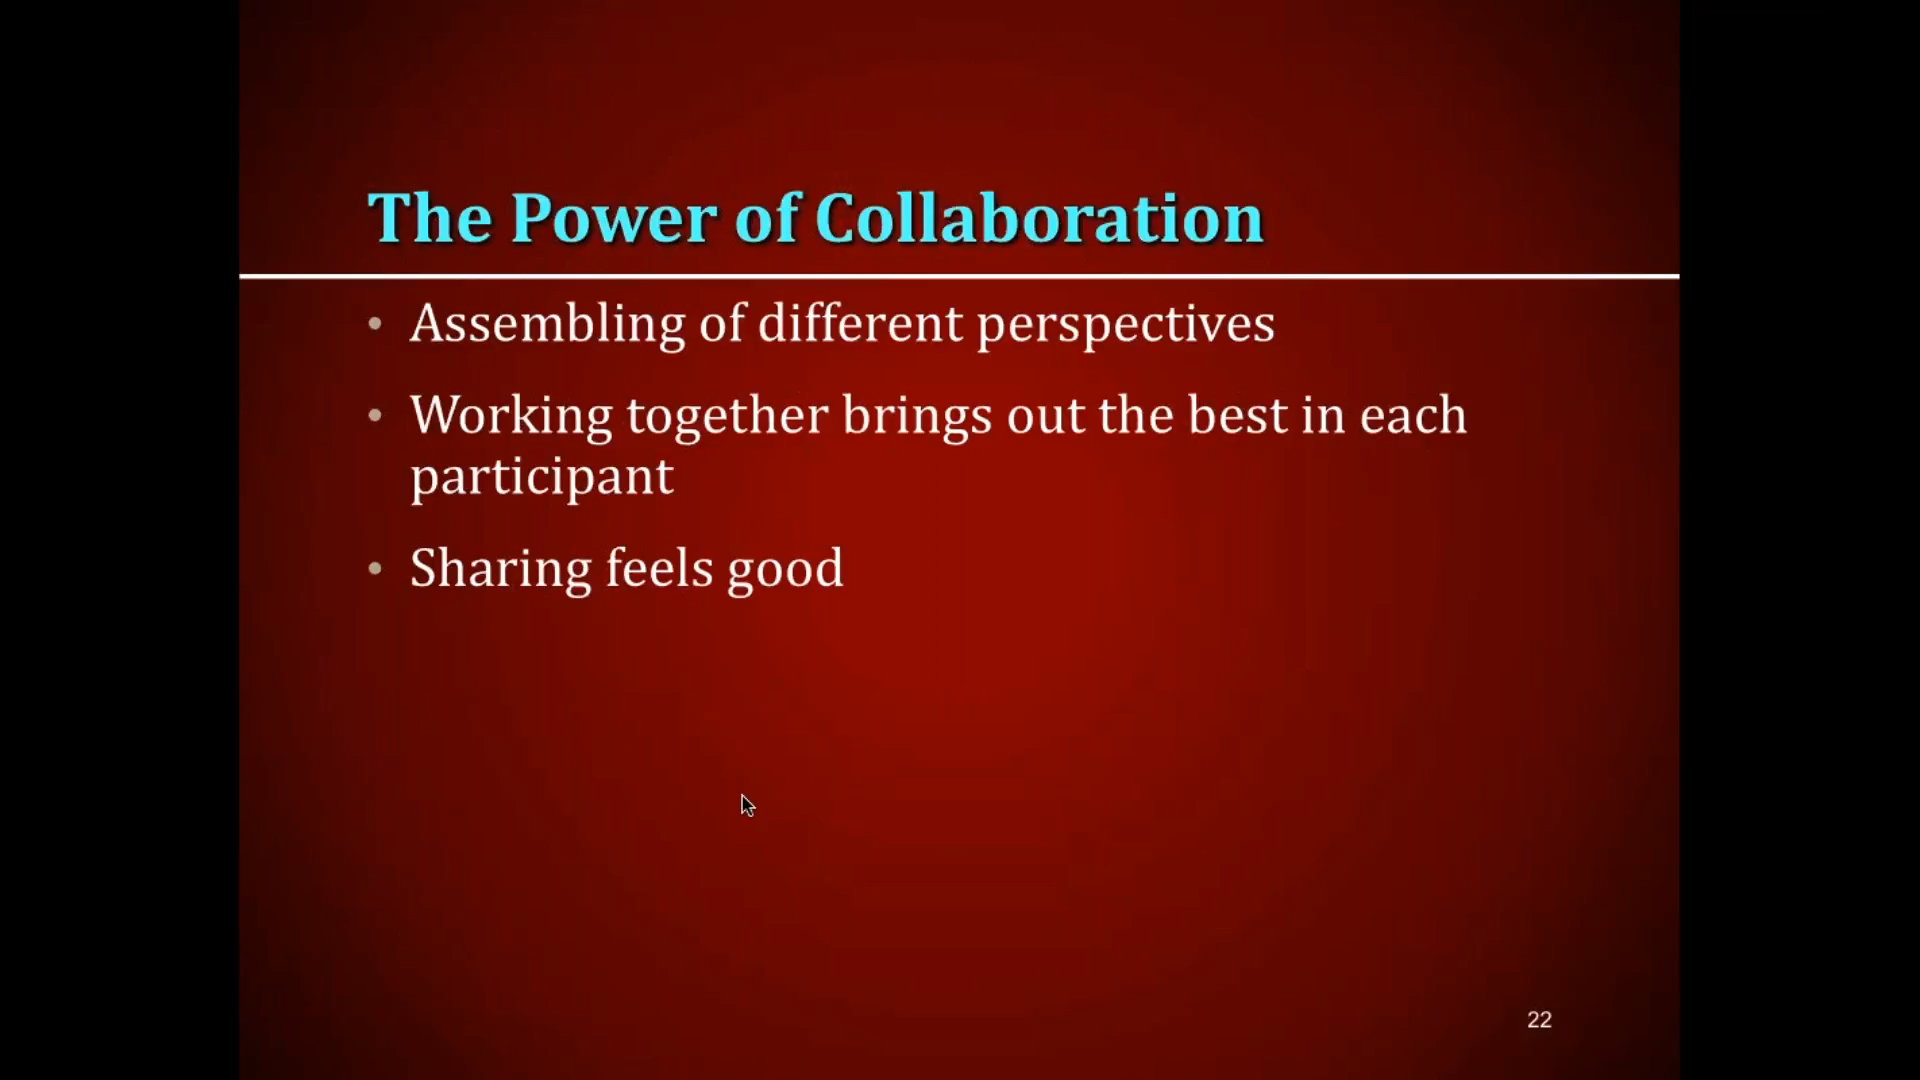 The Power of Collaboration
• Assembling of different perspectives
• Working together brings out the best in each
participant
• Sharing feels good
22